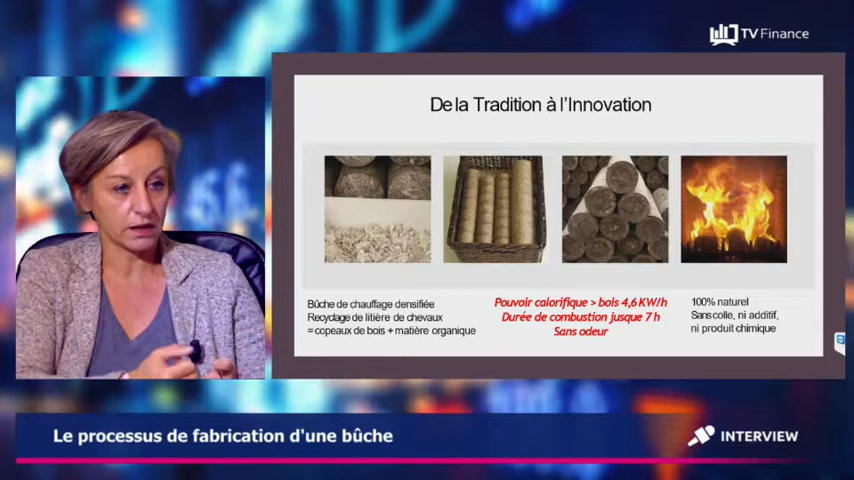 TV Finance
De la Tradition à l'Innovation
Bûche de chauffage densifiée
Recyclage de litière de chevaux
= copeaux de bois + matière organique
Pouvoir calorifique > bois 4,6 KW/h
Durée de combustion jusque 7 h
Sans odeur
100% naturel
Sans colle, ni additif,
ni produit chimique
Le processus de fabrication d'une bûche
INTERVIEW